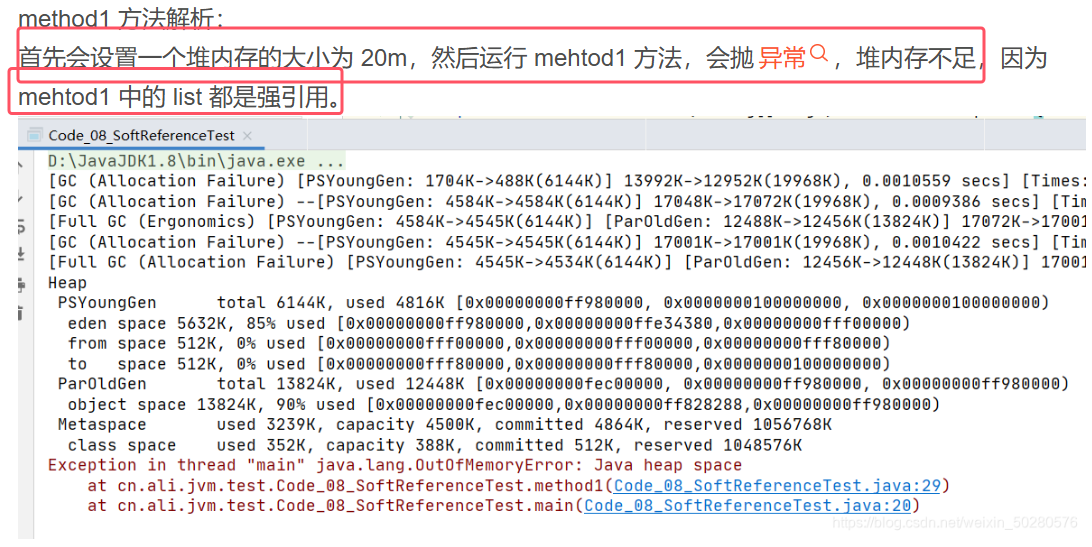 method1 方法解析：
首先会设置一个堆内存的大小为 20m，然后运行 mehtod1 方法，会抛 异常 ，堆内存不足，因为
mehtod1 中的 list 都是强引用。
Code_08_SoftReferenceTest ×
D:\JavaJDK1.8\bin\java.exe ...
[GC (Allocation Failure) [PSYoungGen: 1704K->488K(6144K)] 13992K->12952K(19968K), 0.0010559 secs] [Times:
[GC (Allocation Failure) --[PSYoungGen: 4584K->4584K(6144K)] 17048K->17072K(19968K), 0.0009386 secs] [Tim
[Full GC (Ergonomics) [PSYoungGen: 4584K->4545K(6144K)] [ParOldGen: 12488K->12456K(13824K)] 17072K->17001
[GC (Allocation Failure) --[PSYoungGen: 4545K->4545K(6144K)] 17001K->17001K(19968K), 0.0010422 secs] [Tim
[Full GC (Allocation Failure) [PSYoungGen: 4545K->4534K(6144K)] [ParOldGen: 12456K->12448K(13824K)] 17001
Heap
PSYoungGen total 6144K, used 4816K [0x00000000ff980000, 0x0000000100000000, 0x0000000100000000)
eden space 5632K, 85% used [0x00000000ff980000,0x00000000ffe34380,0x00000000fff00000)
from space 512K, 0% used [0x00000000fff00000,0x00000000fff00000,0x00000000fff80000)
to space 512K, 0% used [0x00000000fff80000,0x00000000fff80000,0x0000000100000000)
ParOldGen total 13824K, used 12448K [0x00000000fec00000, 0x00000000ff980000, 0x00000000ff980000)
object space 13824K, 90% used [0x00000000fec00000,0x00000000ff828288,0x00000000ff980000)
Metaspace used 3239K, capacity 4500K, committed 4864K, reserved 1056768K
class space used 352K, capacity 388K, committed 512K, reserved 1048576K
Exception in thread "main" java.lang.OutOfMemoryError: Java heap space
at cn.ali.jvm.test.Code_08_SoftReferenceTest.method1(Code_08_SoftReferenceTest.java:29)
at cn.ali.jvm.test.Code_08_SoftReferenceTest.main(Code_08_SoftReferenceTest.java:20)
https://blog.csdn.net/weixin_50280576